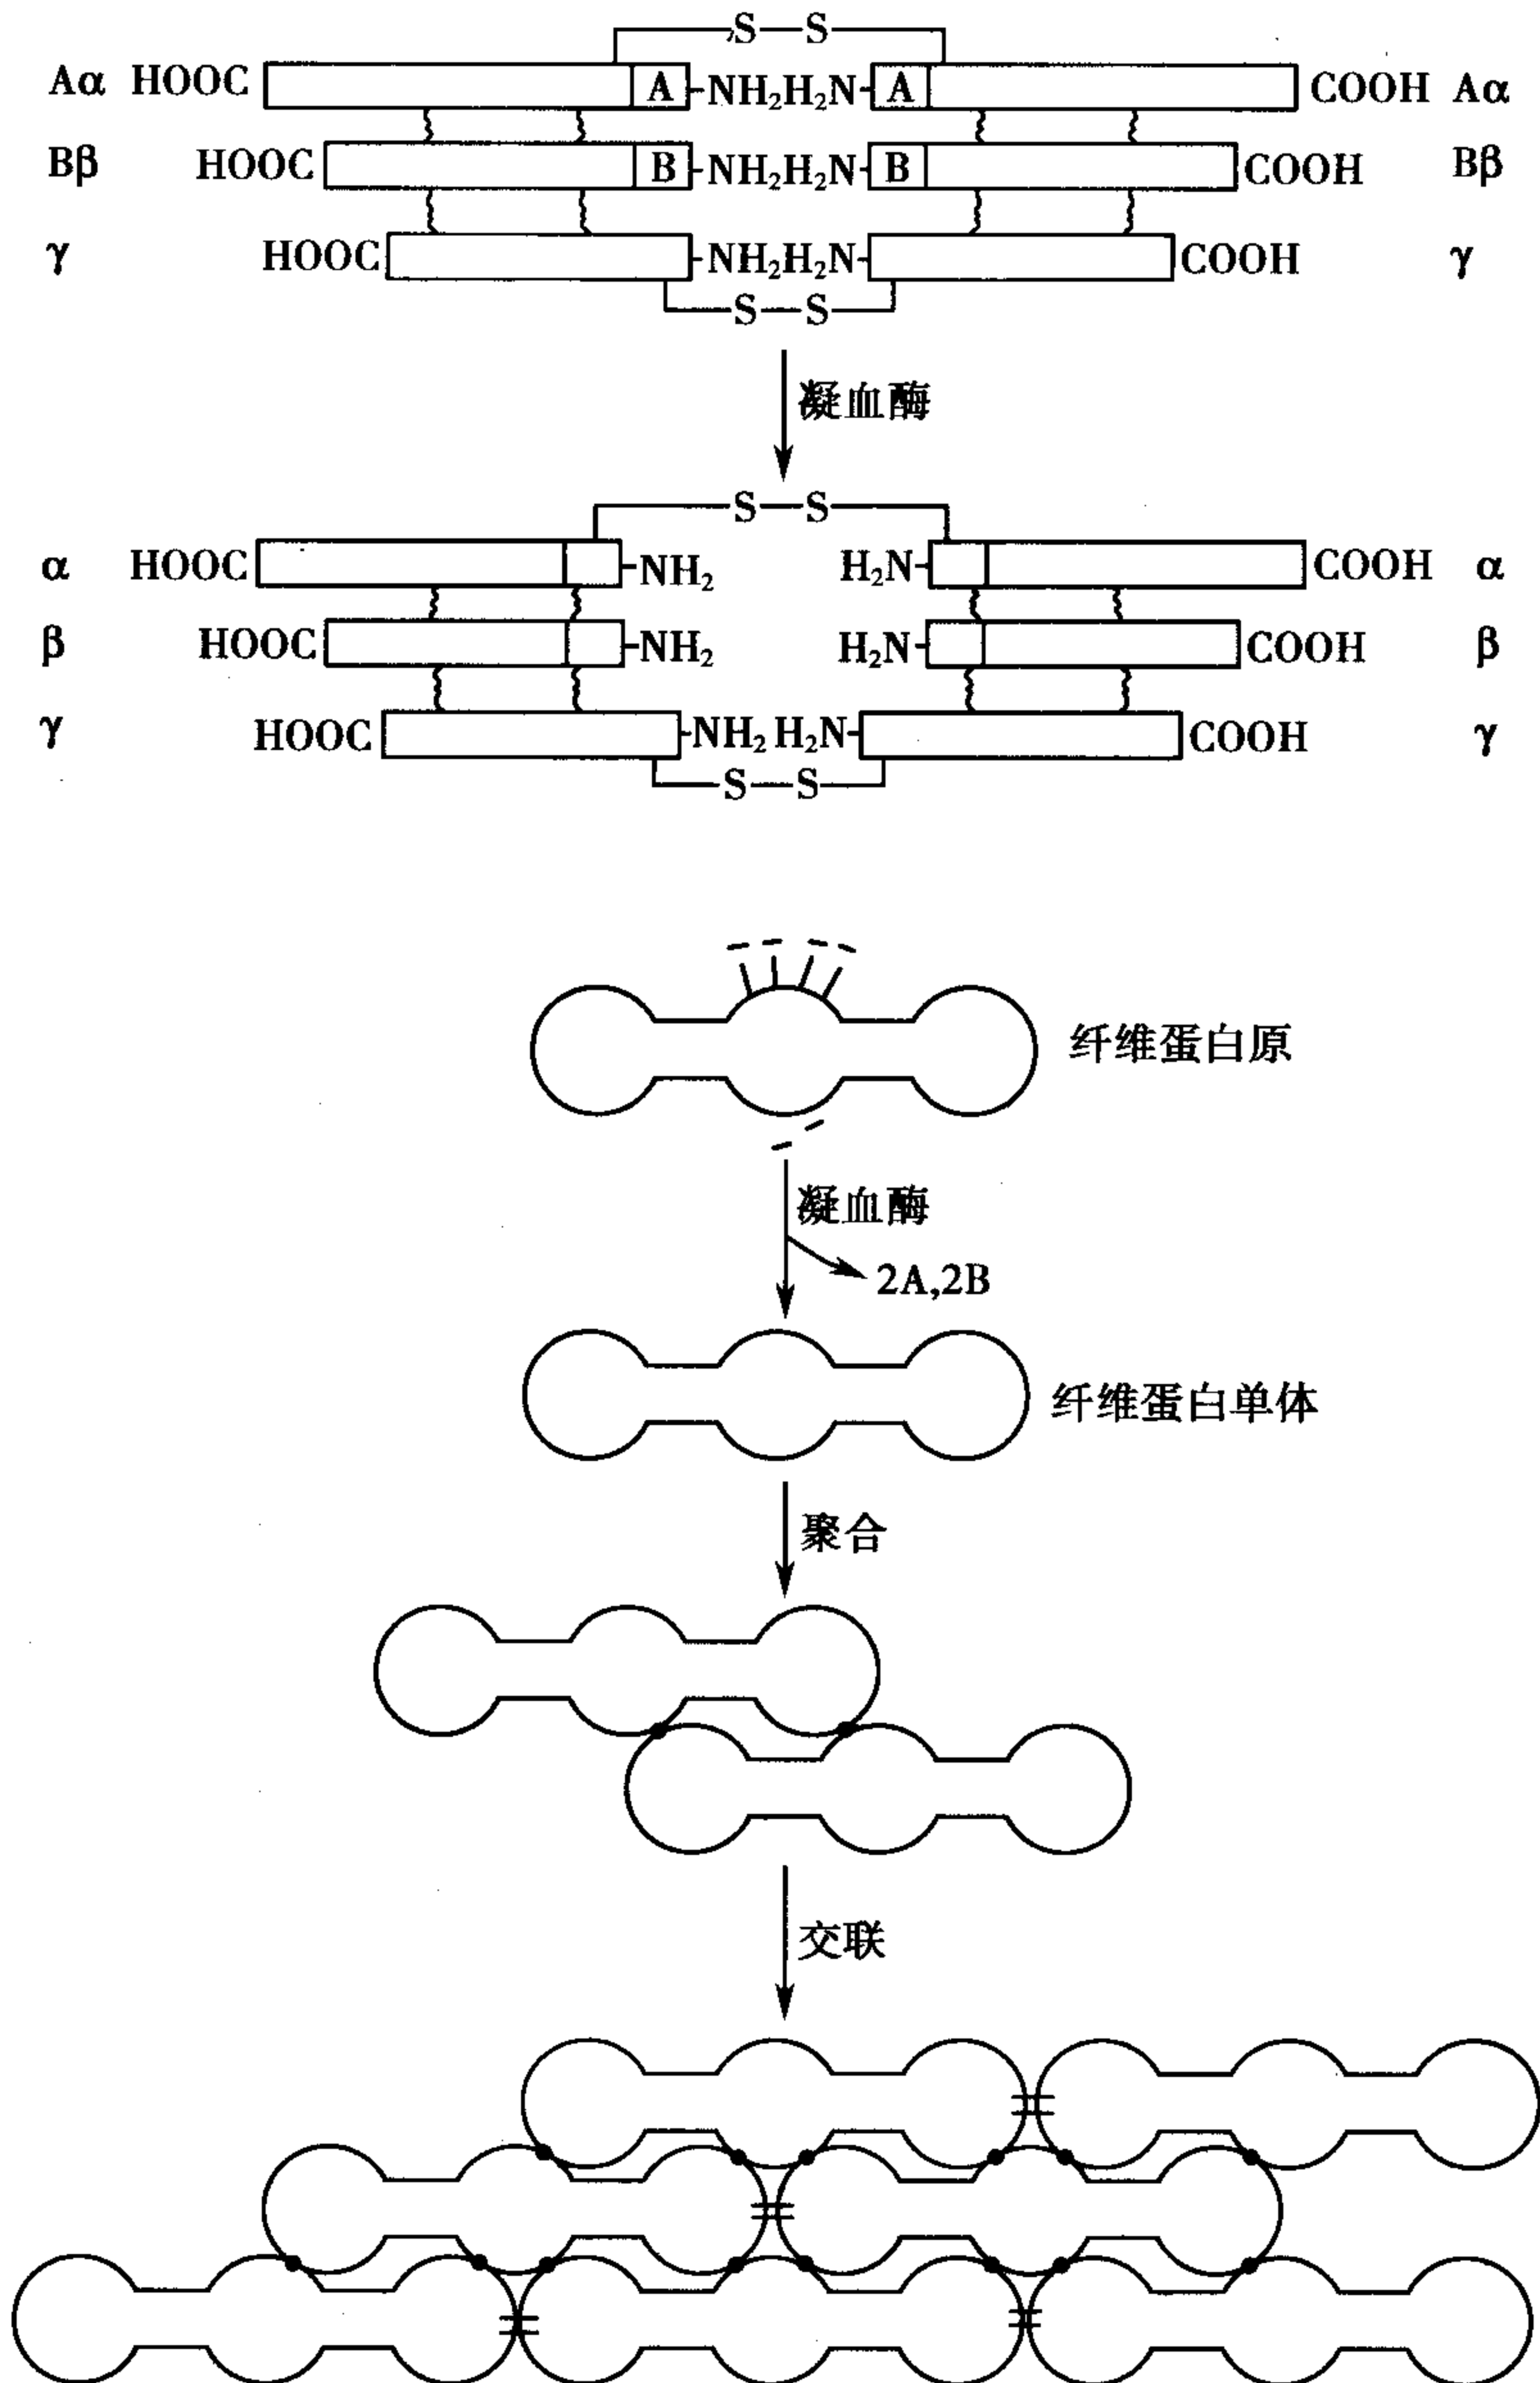 S—S
Aα HOOC A -NH₂H₂N- A COOH Aα
Bβ HOOC B -NH₂H₂N- B COOH Bβ
γ HOOC -NH₂H₂N- COOH γ
S—S
凝血酶
S—S
α HOOC -NH₂ H₂N- COOH α
β HOOC -NH₂ H₂N- COOH β
γ HOOC -NH₂ H₂N- COOH γ
S—S
纤维蛋白原
凝血酶
2A,2B
纤维蛋白单体
聚合
交联